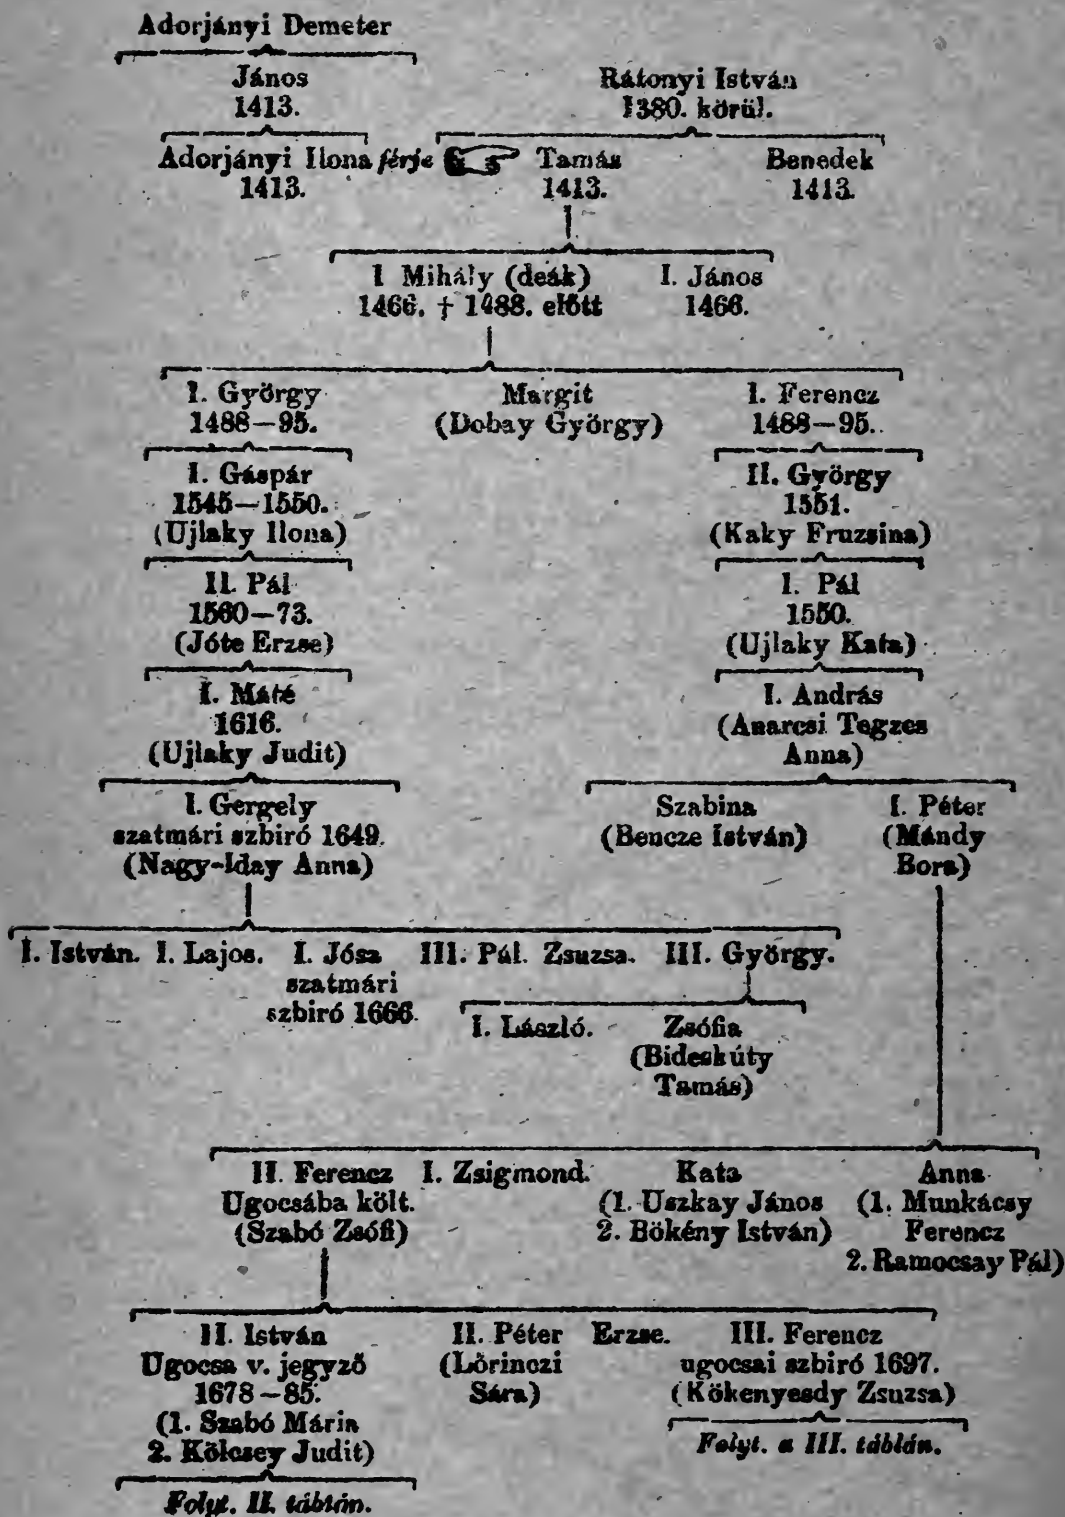 Adorjányi Demeter
János
1413.
Rátonyi István
1380. körül.
Adorjányi Ilona férje
1413.
Tamás
1413.
Benedek
1413.
I Mihály (deák)
1466. † 1488. előtt
I. János
1466.
I. György
1488—95.
Margit
(Dobay György)
I. Ferencz
1488—95.
I. Gáspár
1545—1550.
(Ujlaky Ilona)
II. György
1551.
(Kaky Fruzsina)
II. Pál
1560—73.
(Jóte Erzse)
I. Pál
1550.
(Ujlaky Kata)
I. Máté
1616.
(Ujlaky Judit)
I. András
(Anarcsi Tegzes
Anna)
I. Gergely
szatmári szbiró 1649.
(Nagy-Iday Anna)
Szabina
(Bencze István)
I. Péter
(Mándy
Bora)
I. István. I. Lajos. I. Jósa III. Pál. Zsuzsa. III. György.
szatmári
szbiró 1666.
I. László. Zsófia
(Bideskúty
Tamás)
II. Ferencz
Ugocsába költ.
(Szabó Zsófi)
I. Zsigmond.
Kata
(1. Uszkay János
2. Bökény István)
Anna
(1. Munkácsy
Ferencz
2. Ramocsay Pál)
II. István
Ugocsa v. jegyző
1678—85.
(1. Szabó Mária
2. Kölcsey Judit)
II. Péter
(Lőrinczi
Sára)
Erzse.
III. Ferencz
ugocsai szbiró 1697.
(Kökenyesdy Zsuzsa)
Folyt. a III. táblán.
Folyt. II. táblán.